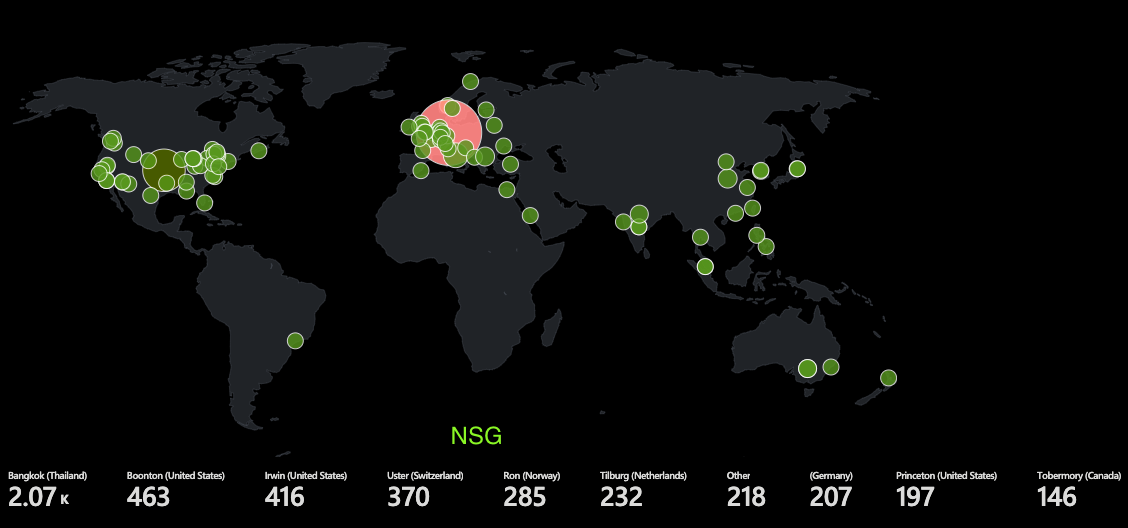 NSG
Bangkok (Thailand) Boonton (United States) Irwin (United States) Uster (Switzerland) Ron (Norway) Tilburg (Netherlands) Other (Germany) Princeton (United States) Tobermory (Canada)
2.07 K 463 416 370 285 232 218 207 197 146